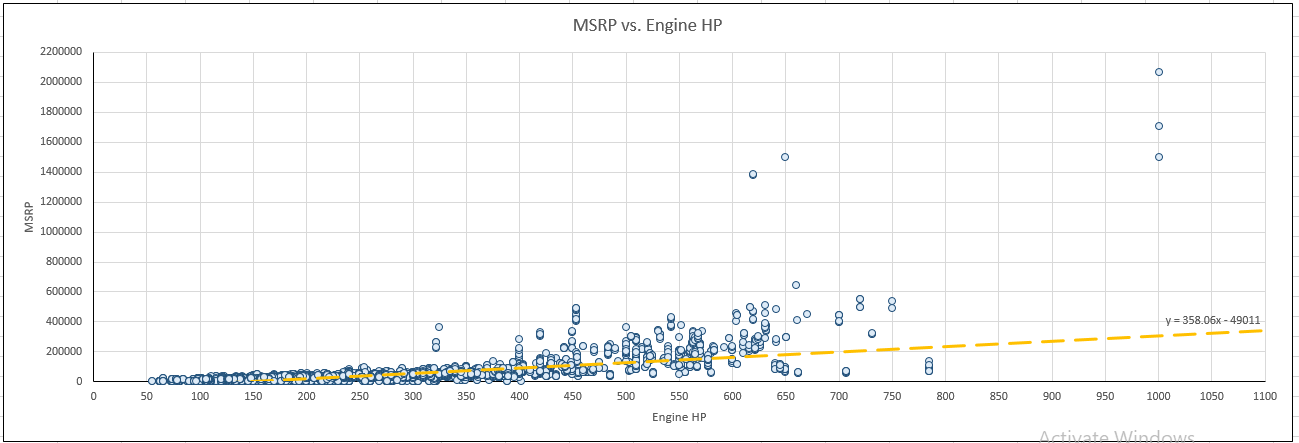 MSRP vs. Engine HP
2200000
2000000
1800000
1600000
1400000
1200000
1000000
800000
600000
400000
200000
0
MSRP
y = 358.06x - 49011
0 50 100 150 200 250 300 350 400 450 500 550 600 650 700 750 800 850 900 950 1000 1050 1100
Engine HP
Activate Windows